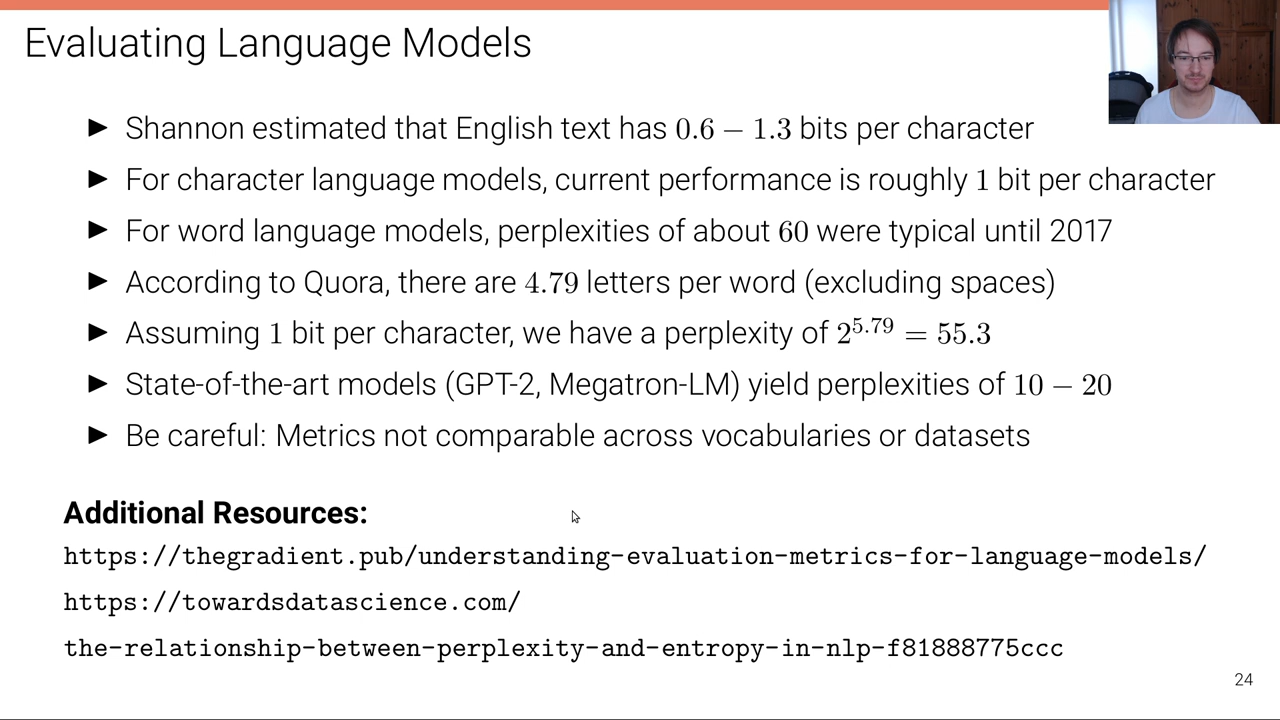 Evaluating Language Models
▶ Shannon estimated that English text has 0.6 − 1.3 bits per character
▶ For character language models, current performance is roughly 1 bit per character
▶ For word language models, perplexities of about 60 were typical until 2017
▶ According to Quora, there are 4.79 letters per word (excluding spaces)
▶ Assuming 1 bit per character, we have a perplexity of 2^5.79 = 55.3
▶ State-of-the-art models (GPT-2, Megatron-LM) yield perplexities of 10 − 20
▶ Be careful: Metrics not comparable across vocabularies or datasets
Additional Resources:
https://thegradient.pub/understanding-evaluation-metrics-for-language-models/
https://towardsdatascience.com/
the-relationship-between-perplexity-and-entropy-in-nlp-f81888775ccc
24